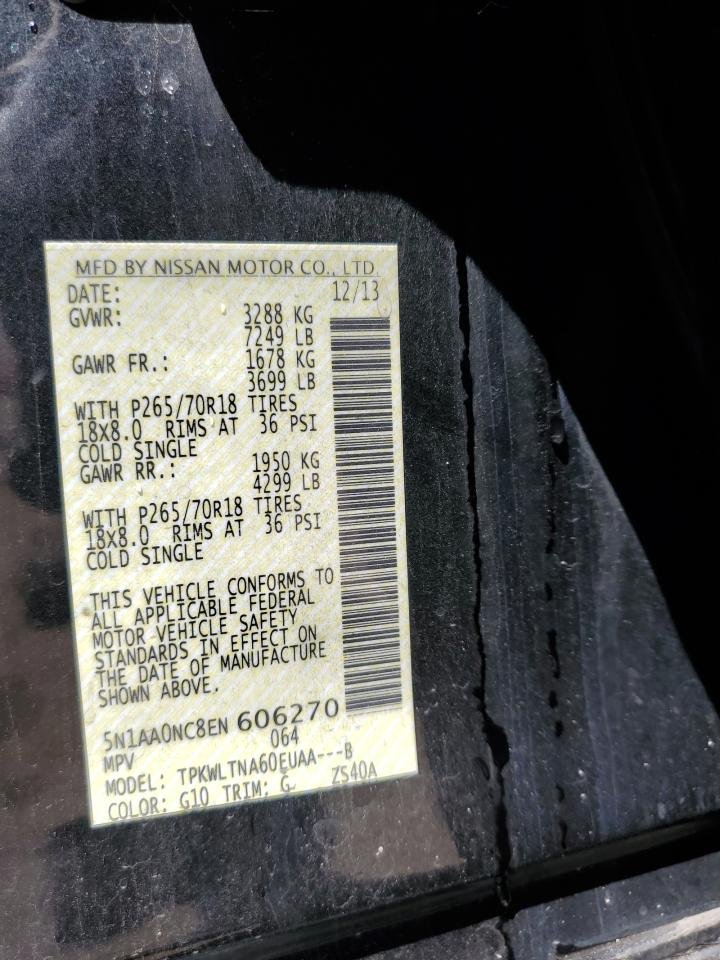 MFD BY NISSAN MOTOR CO., LTD.
DATE: 12/13
GVWR: 3288 KG
7249 LB
GAWR FR.: 1678 KG
3699 LB
WITH P265/70R18 TIRES
18X8.0 RIMS AT 36 PSI
COLD SINGLE
GAWR RR.: 1950 KG
4299 LB
WITH P265/70R18 TIRES
18X8.0 RIMS AT 36 PSI
COLD SINGLE
THIS VEHICLE CONFORMS TO
ALL APPLICABLE FEDERAL
MOTOR VEHICLE SAFETY
STANDARDS IN EFFECT ON
THE DATE OF MANUFACTURE
SHOWN ABOVE.
5N1AA0NC8EN 606270
MPV 064
MODEL: TPKWLTNA60EUAA---B
COLOR: G10 TRIM: G ZS40A